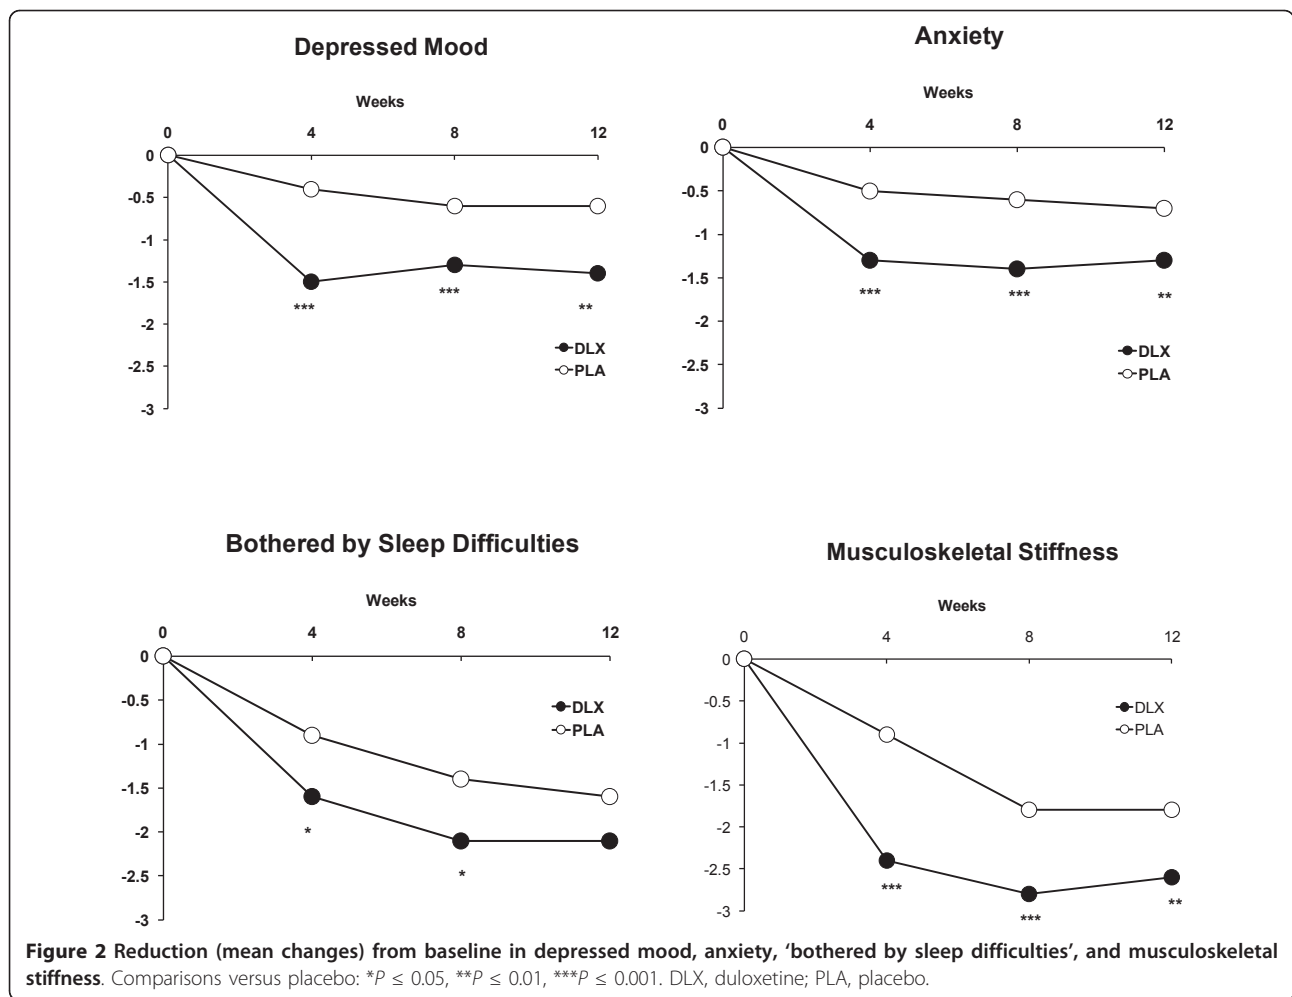 Depressed Mood
Weeks
0 4 8 12
0
-0.5
-1
-1.5
-2
-2.5
-3
*** *** **
DLX
PLA
Anxiety
Weeks
0 4 8 12
0
-0.5
-1
-1.5
-2
-2.5
-3
*** *** **
DLX
PLA
Bothered by Sleep Difficulties
Weeks
0 4 8 12
0
-0.5
-1
-1.5
-2
-2.5
-3
* *
DLX
PLA
Musculoskeletal Stiffness
Weeks
0 4 8 12
0
-0.5
-1
-1.5
-2
-2.5
-3
*** *** **
DLX
PLA
Figure 2 Reduction (mean changes) from baseline in depressed mood, anxiety, ‘bothered by sleep difficulties’, and musculoskeletal
stiffness. Comparisons versus placebo: *P ≤ 0.05, **P ≤ 0.01, ***P ≤ 0.001. DLX, duloxetine; PLA, placebo.